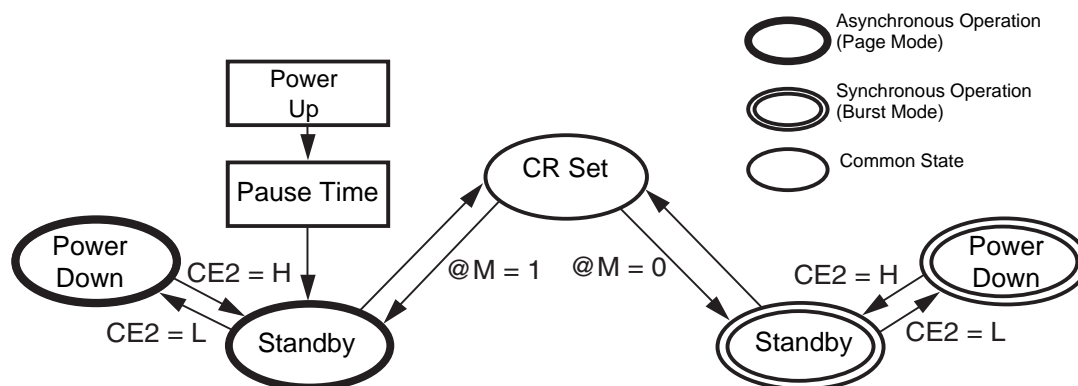 Asynchronous Operation
(Page Mode)
Synchronous Operation
(Burst Mode)
Common State
Power
Up
Pause Time
CR Set
Power
Down
CE2 = H
CE2 = L
Standby
@M = 1
@M = 0
Standby
CE2 = H
CE2 = L
Power
Down